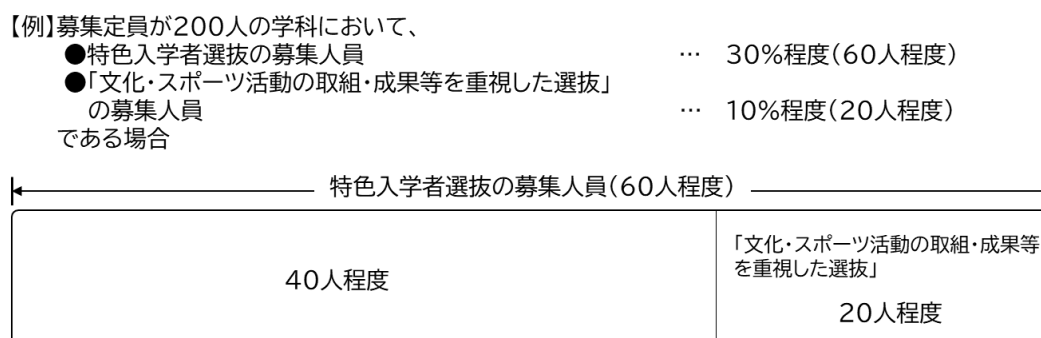 【例】募集定員が200人の学科において、
●特色入学者選抜の募集人員 … 30%程度(60人程度)
●「文化・スポーツ活動の取組・成果等を重視した選抜」
の募集人員 … 10%程度(20人程度)
である場合
特色入学者選抜の募集人員(60人程度)
40人程度
「文化・スポーツ活動の取組・成果等
を重視した選抜」
20人程度